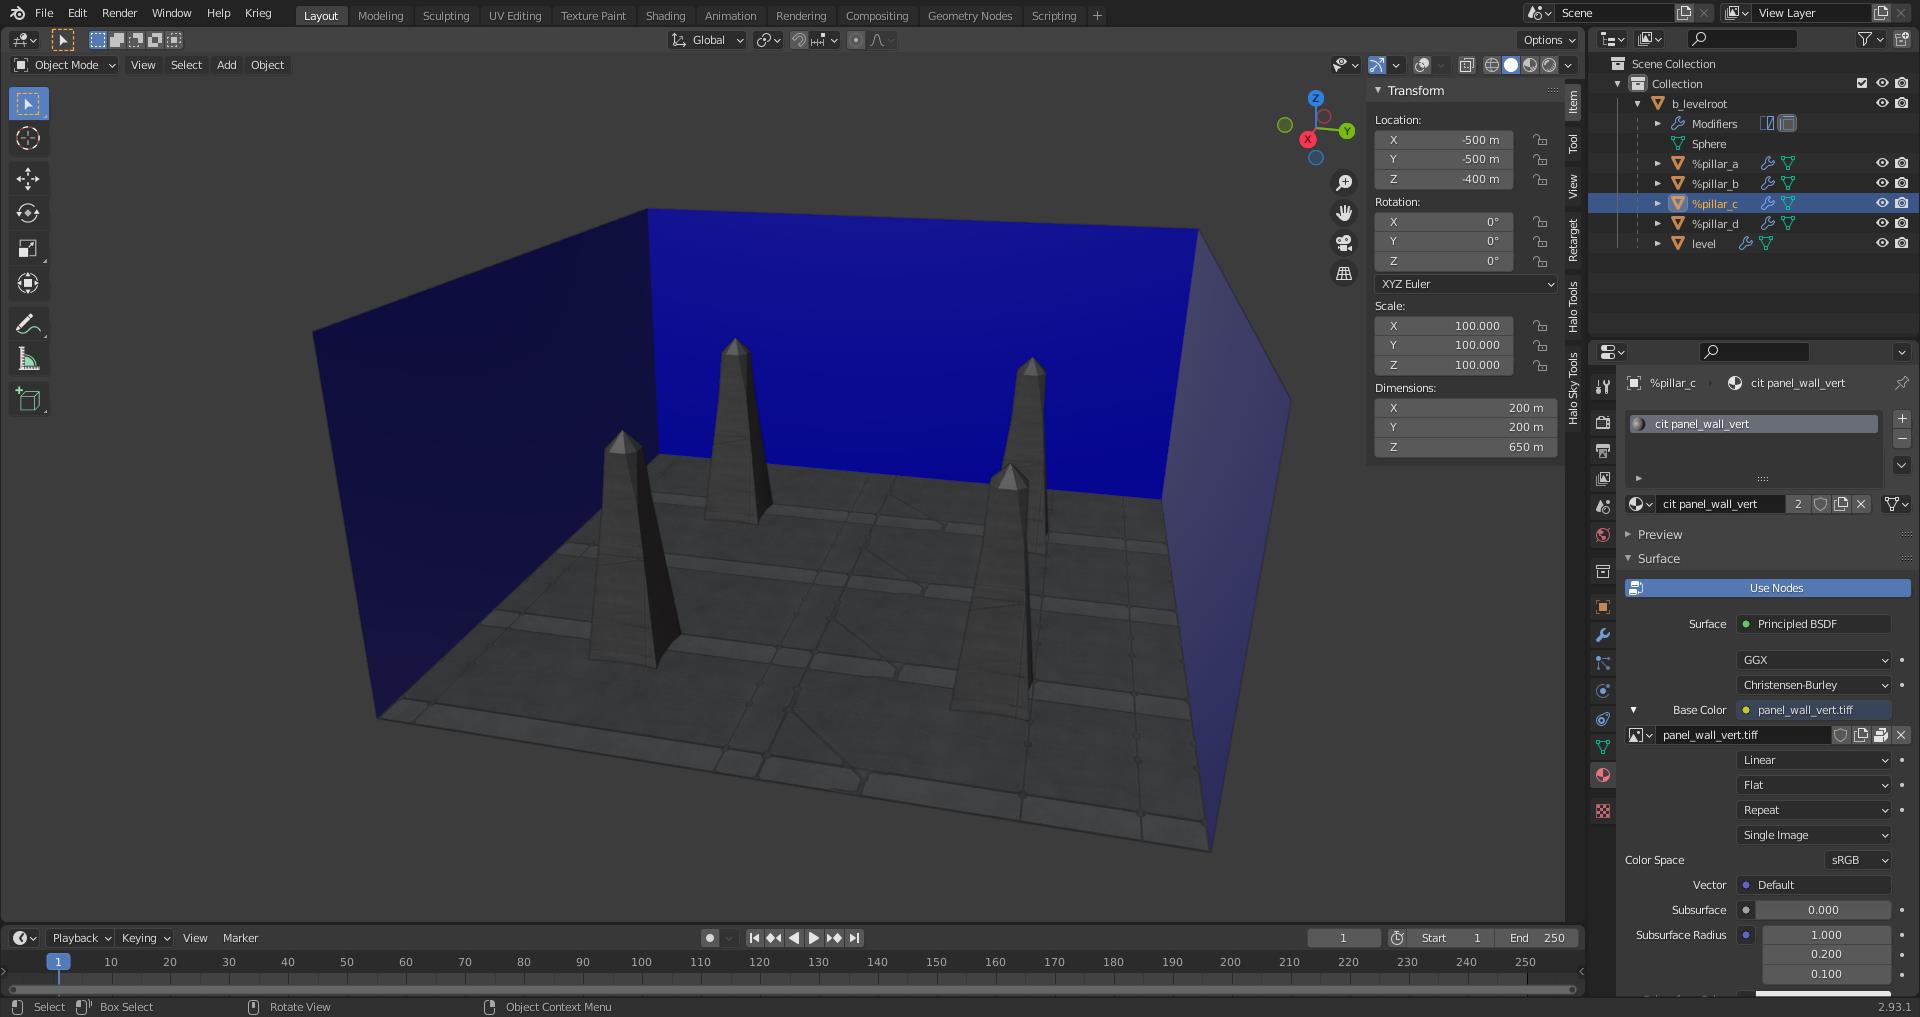 File Edit Render Window Help Krieg Layout Modeling Sculpting UV Editing Texture Paint Shading Animation Rendering Compositing Geometry Nodes Scripting + Scene View Layer
Global Options
Object Mode View Select Add Object
Z
Y
X
Transform
Location:
X -500 m
Y -500 m
Z -400 m
Rotation:
X 0°
Y 0°
Z 0°
XYZ Euler
Scale:
X 100.000
Y 100.000
Z 100.000
Dimensions:
X 200 m
Y 200 m
Z 650 m
Item
Tool
View
Retarget
Halo Tools
Halo Sky Tools
Scene Collection
Collection
b_levelroot
Modifiers
Sphere
%pillar_a
%pillar_b
%pillar_c
%pillar_d
level
%pillar_c cit panel_wall_vert
cit panel_wall_vert
cit panel_wall_vert 2
Preview
Surface
Use Nodes
Surface Principled BSDF
GGX
Christensen-Burley
Base Color panel_wall_vert.tiff
panel_wall_vert.tiff
Linear
Flat
Repeat
Single Image
Color Space sRGB
Vector Default
Subsurface 0.000
Subsurface Radius 1.000
0.200
0.100
Playback Keying View Marker 1 Start 1 End 250
1 10 20 30 40 50 60 70 80 90 100 110 120 130 140 150 160 170 180 190 200 210 220 230 240 250
Select Box Select Rotate View Object Context Menu 2.93.1